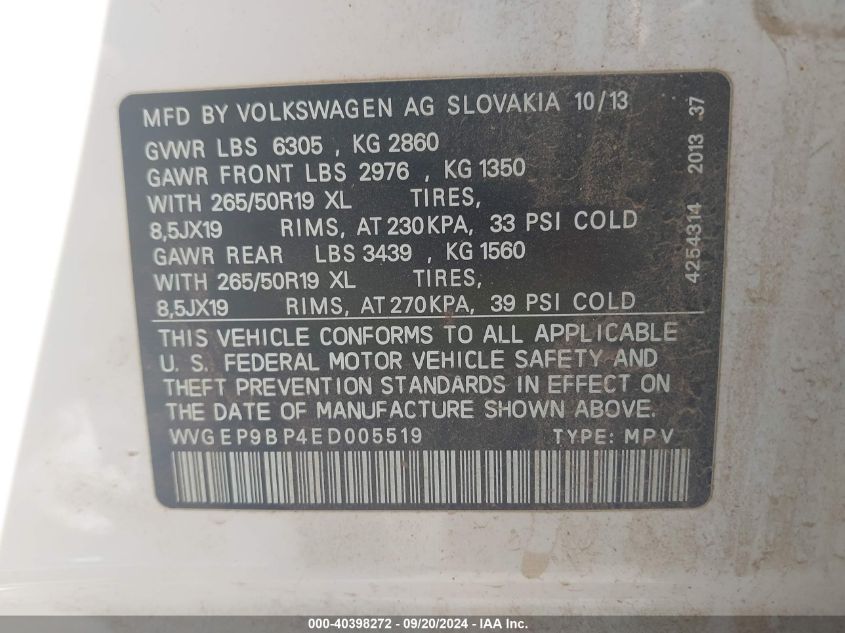 MFD BY VOLKSWAGEN AG SLOVAKIA 10/13
GVWR LBS 6305 , KG 2860
GAWR FRONT LBS 2976 , KG 1350
WITH 265/50R19 XL TIRES,
8,5JX19 RIMS, AT 230KPA, 33 PSI COLD
GAWR REAR LBS 3439 , KG 1560
WITH 265/50R19 XL TIRES,
8,5JX19 RIMS, AT 270KPA, 39 PSI COLD
THIS VEHICLE CONFORMS TO ALL APPLICABLE
U. S. FEDERAL MOTOR VEHICLE SAFETY AND
THEFT PREVENTION STANDARDS IN EFFECT ON
THE DATE OF MANUFACTURE SHOWN ABOVE.
WVGEP9BP4ED005519 TYPE: MPV
4254314 2013 37
000-40398272 - 09/20/2024 - IAA Inc.